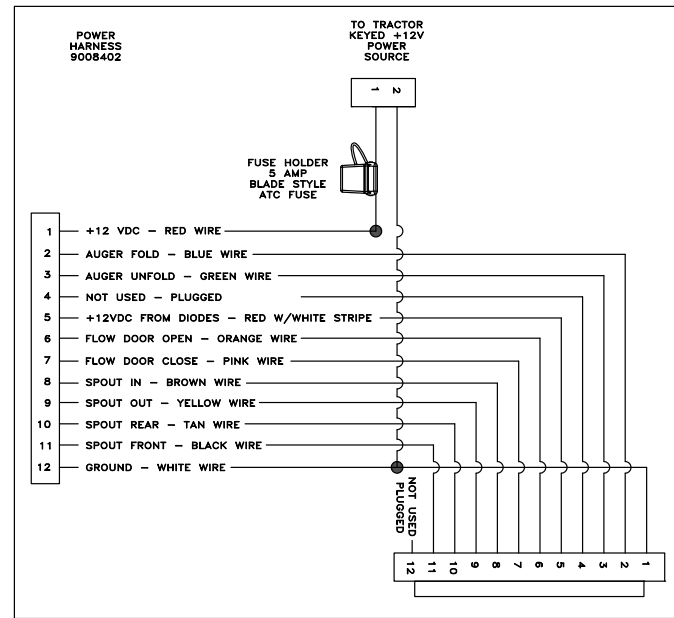 POWER
HARNESS
9008402
TO TRACTOR
KEYED +12V
POWER
SOURCE
1
2
FUSE HOLDER
5 AMP
BLADE STYLE
ATC FUSE
1 +12 VDC – RED WIRE
2 AUGER FOLD – BLUE WIRE
3 AUGER UNFOLD – GREEN WIRE
4 NOT USED – PLUGGED
5 +12VDC FROM DIODES – RED W/WHITE STRIPE
6 FLOW DOOR OPEN – ORANGE WIRE
7 FLOW DOOR CLOSE – PINK WIRE
8 SPOUT IN – BROWN WIRE
9 SPOUT OUT – YELLOW WIRE
10 SPOUT REAR – TAN WIRE
11 SPOUT FRONT – BLACK WIRE
12 GROUND – WHITE WIRE
NOT USED
PLUGGED
12 11 10 9 8 7 6 5 4 3 2 1